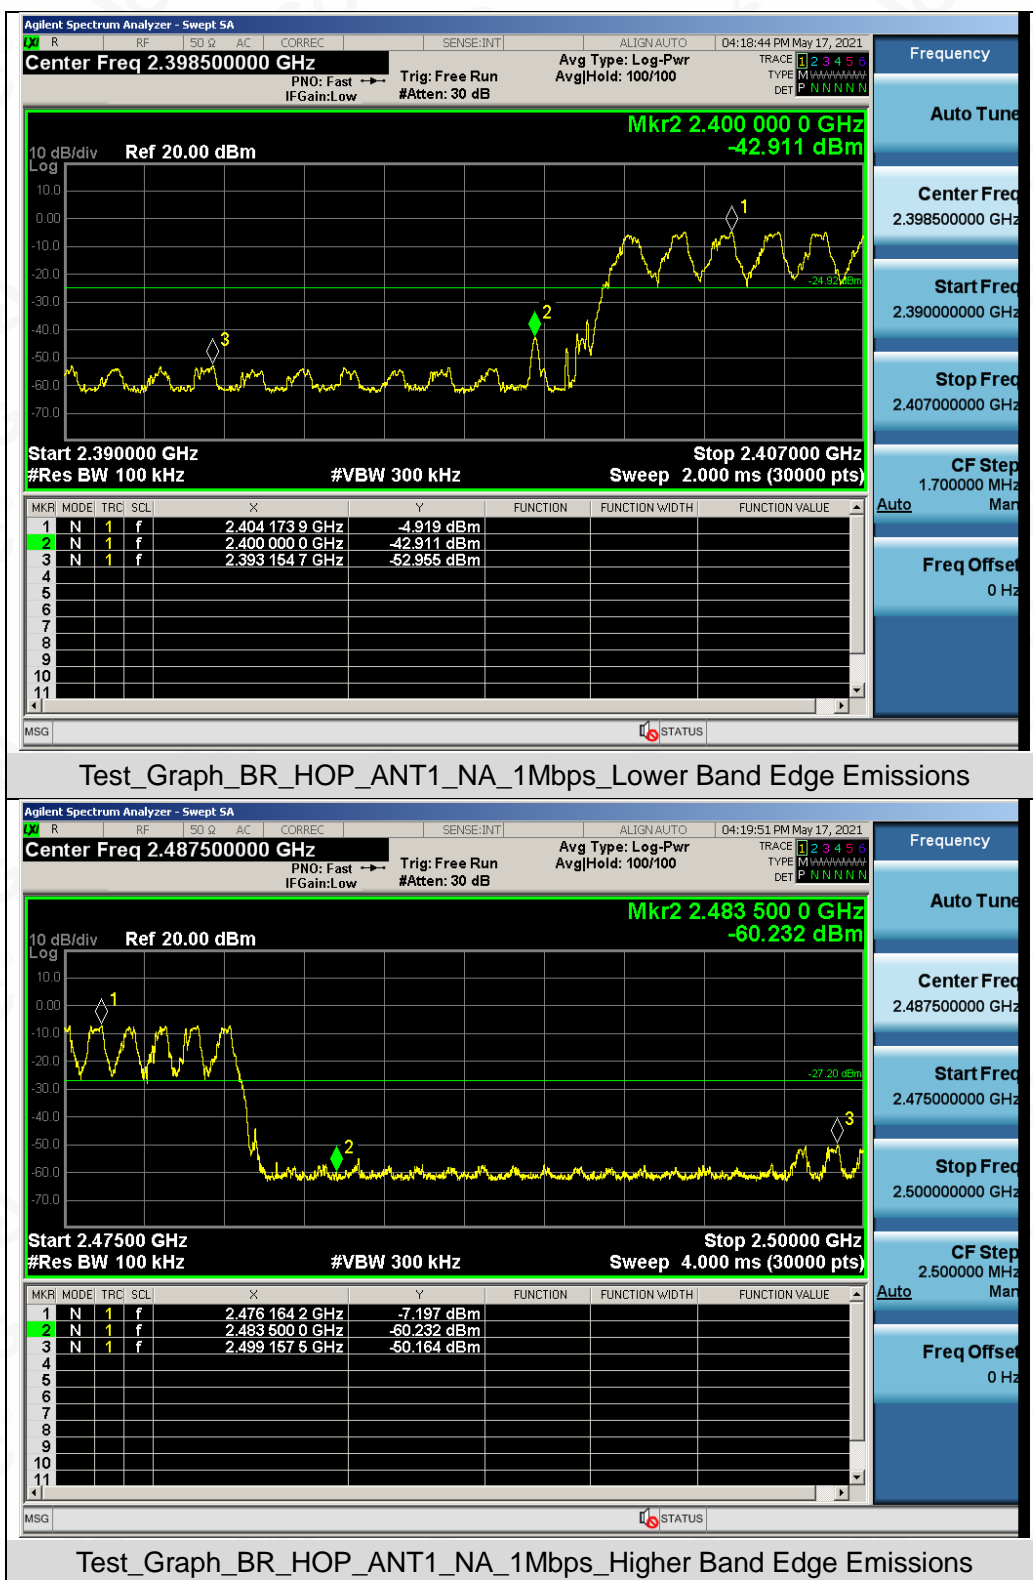 Agilent Spectrum Analyzer - Swept SA
LXI R RF 50 Ω AC CORREC SENSE:INT ALIGN AUTO 04:18:44 PM May 17, 2021
Center Freq 2.398500000 GHz
PNO: Fast
IFGain:Low
Trig: Free Run
#Atten: 30 dB
Avg Type: Log-Pwr
Avg|Hold: 100/100
TRACE 1 2 3 4 5 6
TYPE M WWWWW
DET P N N N N N
Mkr2 2.400 000 0 GHz
-42.911 dBm
10 dB/div Ref 20.00 dBm
Log
10.0
0.00
-10.0
-20.0
-30.0
-40.0
-50.0
-60.0
-70.0
1
2
3
-24.92 dBm
Start 2.390000 GHz Stop 2.407000 GHz
#Res BW 100 kHz #VBW 300 kHz Sweep 2.000 ms (30000 pts)
MKR MODE TRC SCL X Y FUNCTION FUNCTION WIDTH FUNCTION VALUE
1 N 1 f 2.404 173 9 GHz -4.919 dBm
2 N 1 f 2.400 000 0 GHz -42.911 dBm
3 N 1 f 2.393 154 7 GHz -52.955 dBm
4
5
6
7
8
9
10
11
MSG STATUS
Frequency
Auto Tune
Center Freq
2.398500000 GHz
Start Freq
2.390000000 GHz
Stop Freq
2.407000000 GHz
CF Step
1.700000 MHz
Auto Man
Freq Offset
0 Hz
Test_Graph_BR_HOP_ANT1_NA_1Mbps_Lower Band Edge Emissions
Agilent Spectrum Analyzer - Swept SA
LXI R RF 50 Ω AC CORREC SENSE:INT ALIGN AUTO 04:19:51 PM May 17, 2021
Center Freq 2.487500000 GHz
PNO: Fast
IFGain:Low
Trig: Free Run
#Atten: 30 dB
Avg Type: Log-Pwr
Avg|Hold: 100/100
TRACE 1 2 3 4 5 6
TYPE M WWWWW
DET P N N N N N
Mkr2 2.483 500 0 GHz
-60.232 dBm
10 dB/div Ref 20.00 dBm
Log
10.0
0.00
-10.0
-20.0
-30.0
-40.0
-50.0
-60.0
-70.0
1
2
3
-27.20 dBm
Start 2.47500 GHz Stop 2.50000 GHz
#Res BW 100 kHz #VBW 300 kHz Sweep 4.000 ms (30000 pts)
MKR MODE TRC SCL X Y FUNCTION FUNCTION WIDTH FUNCTION VALUE
1 N 1 f 2.476 164 2 GHz -7.197 dBm
2 N 1 f 2.483 500 0 GHz -60.232 dBm
3 N 1 f 2.499 157 5 GHz -50.164 dBm
4
5
6
7
8
9
10
11
MSG STATUS
Frequency
Auto Tune
Center Freq
2.487500000 GHz
Start Freq
2.475000000 GHz
Stop Freq
2.500000000 GHz
CF Step
2.500000 MHz
Auto Man
Freq Offset
0 Hz
Test_Graph_BR_HOP_ANT1_NA_1Mbps_Higher Band Edge Emissions